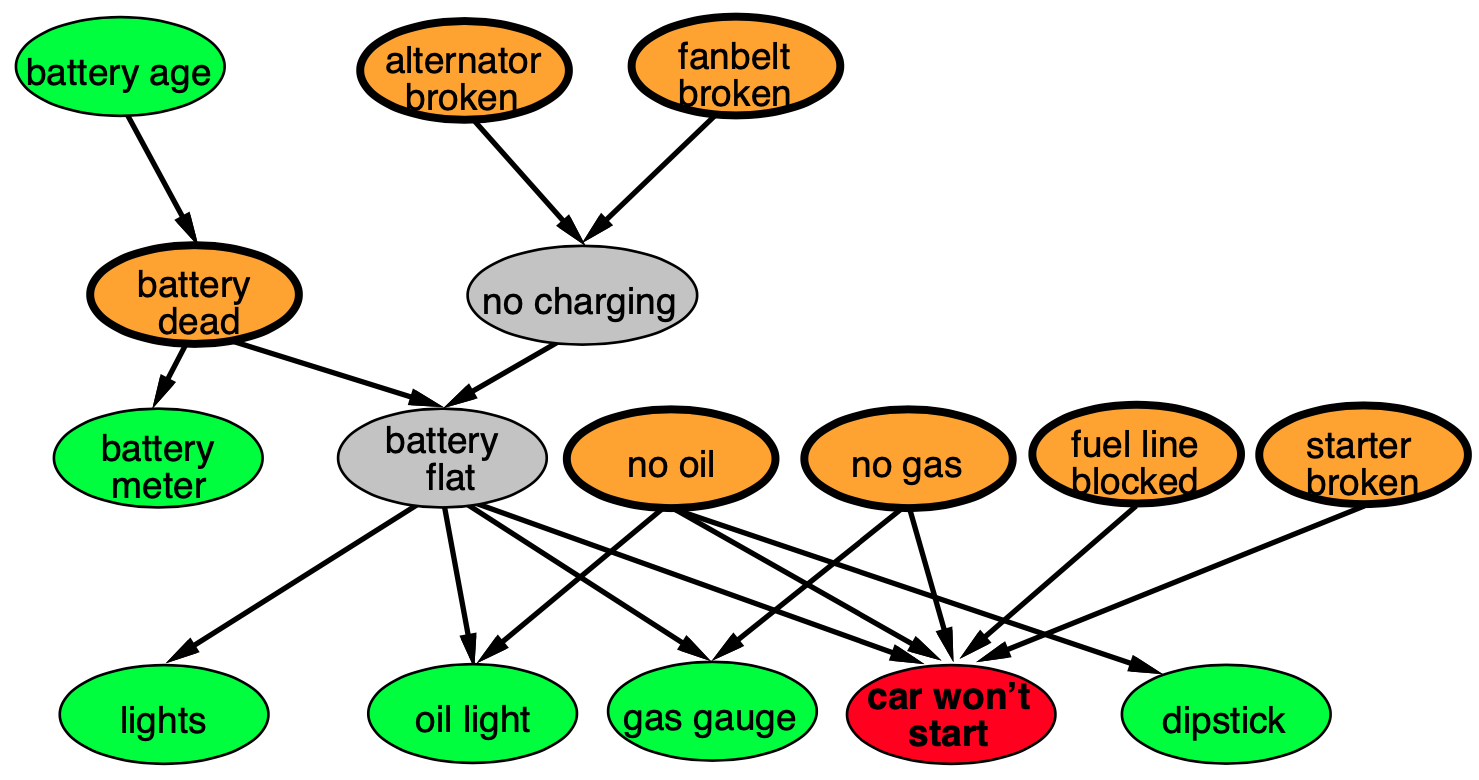 battery age
alternator
broken
fanbelt
broken
battery
dead
no charging
battery
meter
battery
flat
no oil
no gas
fuel line
blocked
starter
broken
lights
oil light
gas gauge
car won’t
start
dipstick